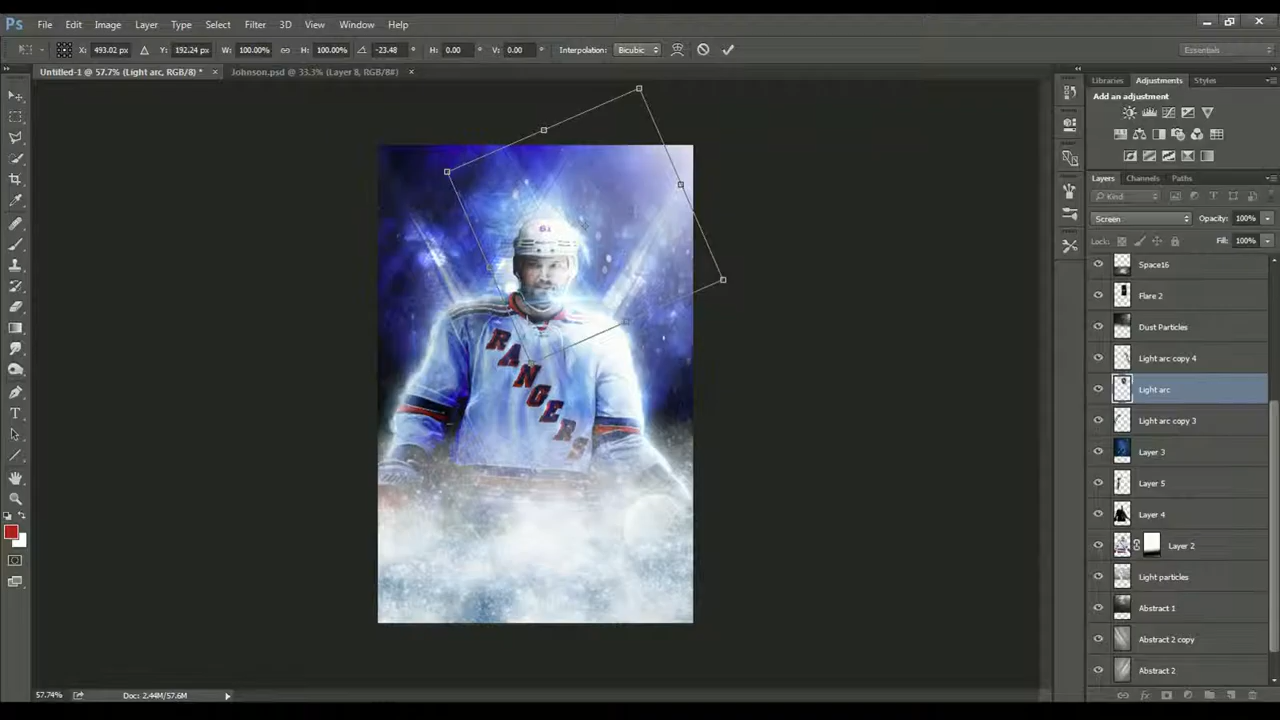 Ps File Edit Image Layer Type Select Filter 3D View Window Help
X: 493.02 px Y: 192.24 px W: 100.00% H: 100.00% -23.48 ° H: 0.00 ° V: 0.00 ° Interpolation: Bicubic Essentials
Untitled-1 @ 57.7% (Light arc, RGB/8) * × Johnson.psd @ 33.3% (Layer 8, RGB/8#) ×
Libraries Adjustments Styles
Add an adjustment
Layers Channels Paths
Kind
Screen Opacity: 100%
Lock: Fill: 100%
Space16
Flare 2
Dust Particles
Light arc copy 4
Light arc
Light arc copy 3
Layer 3
Layer 5
Layer 4
Layer 2
Light particles
Abstract 1
Abstract 2 copy
Abstract 2
61
RANGERS
57.74% Doc: 2.44M/57.6M